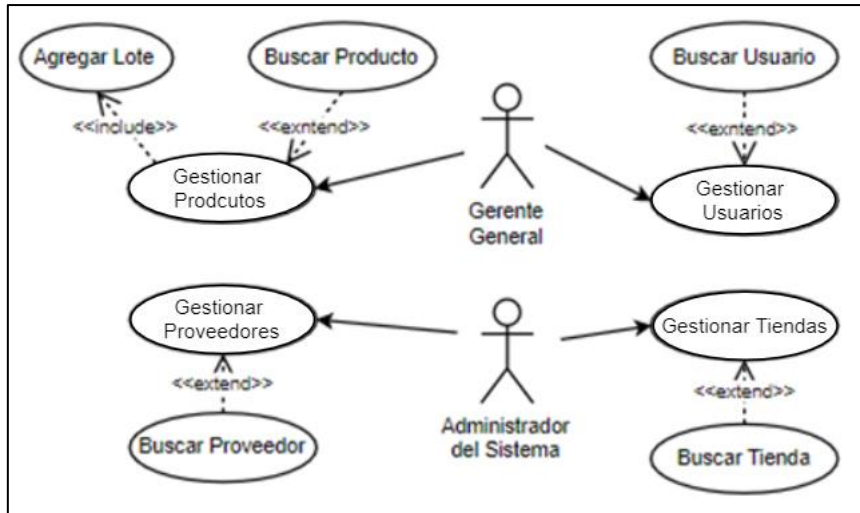 Agregar Lote
Buscar Producto
Buscar Usuario
<<include>>
<<exntend>>
<<exntend>>
Gestionar
Prodcutos
Gerente
General
Gestionar
Usuarios
Gestionar
Proveedores
Gestionar Tiendas
<<extend>>
<<extend>>
Buscar Proveedor
Administrador
del Sistema
Buscar Tienda